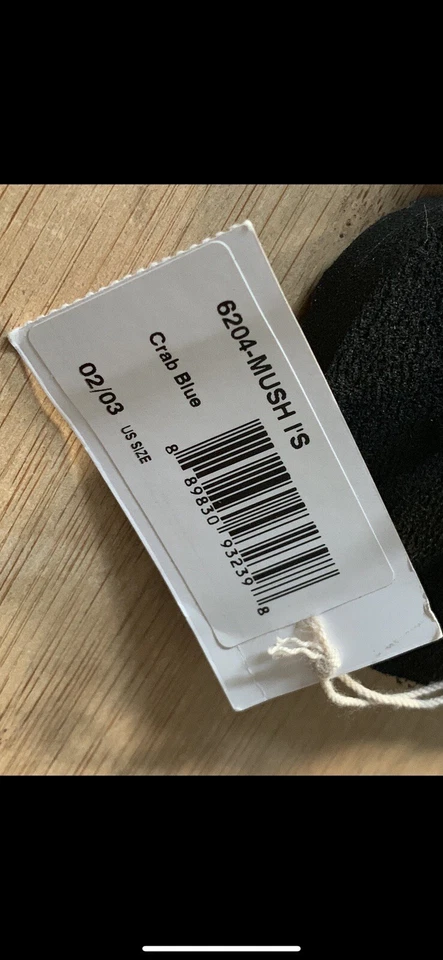 6204-MUSH I'S
Crab Blue
02/03 US SIZE
8 89830 93239 8